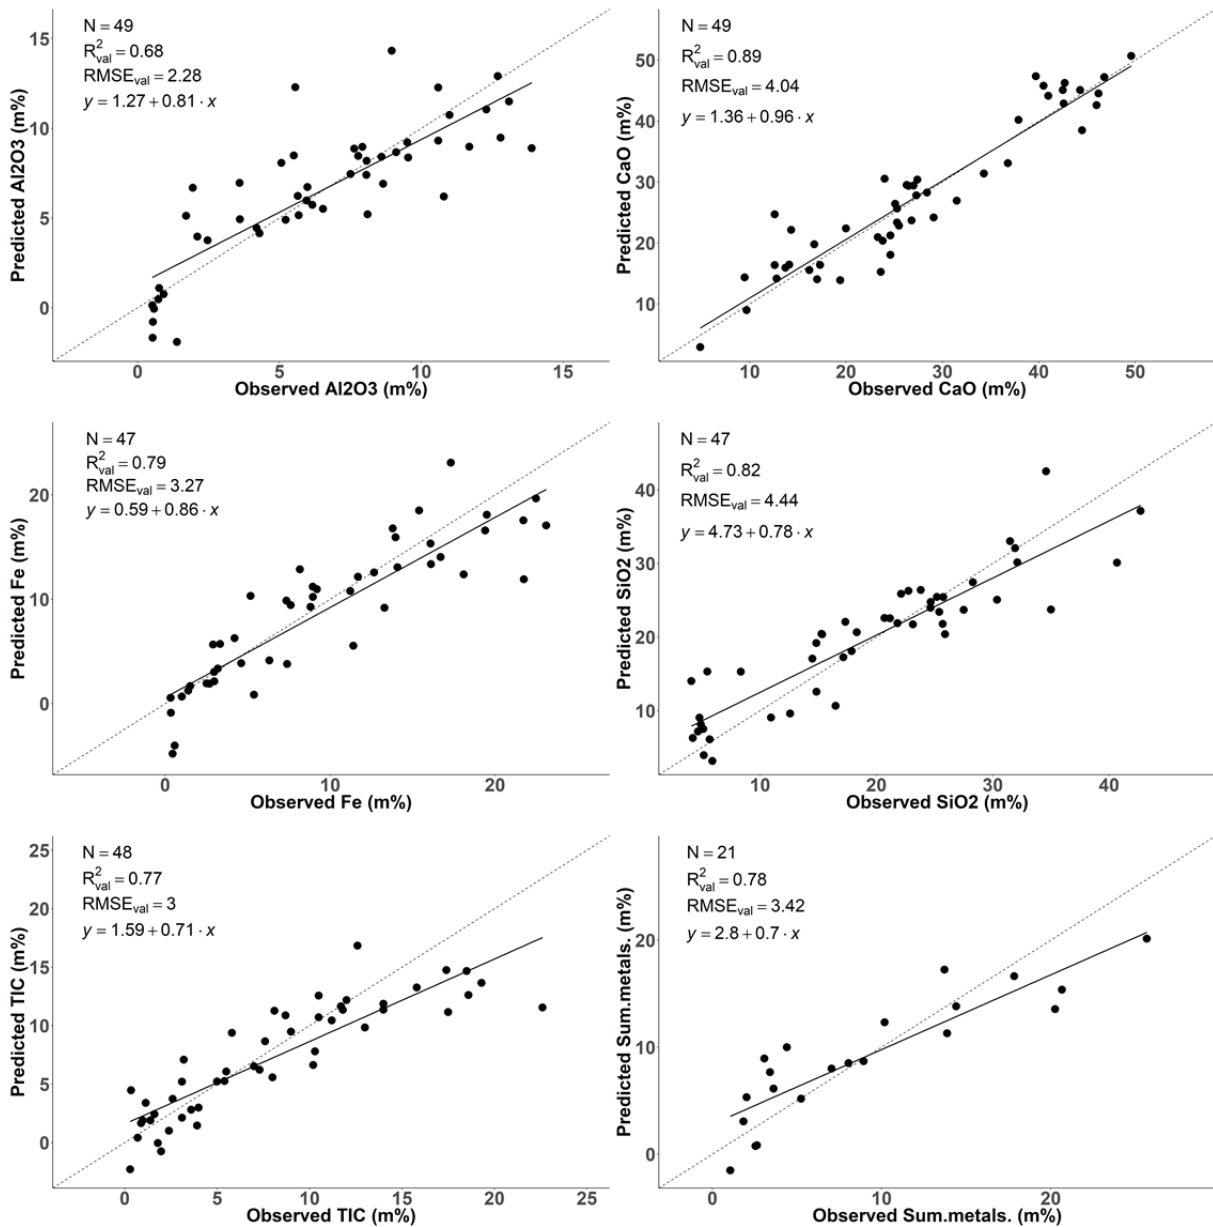 N = 49
R²val = 0.68
RMSEval = 2.28
y = 1.27 + 0.81 · x
Predicted Al2O3 (m%)
15
10
5
0
0 5 10 15
Observed Al2O3 (m%)
N = 49
R²val = 0.89
RMSEval = 4.04
y = 1.36 + 0.96 · x
Predicted CaO (m%)
50
40
30
20
10
10 20 30 40 50
Observed CaO (m%)
N = 47
R²val = 0.79
RMSEval = 3.27
y = 0.59 + 0.86 · x
Predicted Fe (m%)
20
10
0
0 10 20
Observed Fe (m%)
N = 47
R²val = 0.82
RMSEval = 4.44
y = 4.73 + 0.78 · x
Predicted SiO2 (m%)
40
30
20
10
10 20 30 40
Observed SiO2 (m%)
N = 48
R²val = 0.77
RMSEval = 3
y = 1.59 + 0.71 · x
Predicted TIC (m%)
25
20
15
10
5
0
0 5 10 15 20 25
Observed TIC (m%)
N = 21
R²val = 0.78
RMSEval = 3.42
y = 2.8 + 0.7 · x
Predicted Sum.metals. (m%)
20
10
0
0 10 20
Observed Sum.metals. (m%)